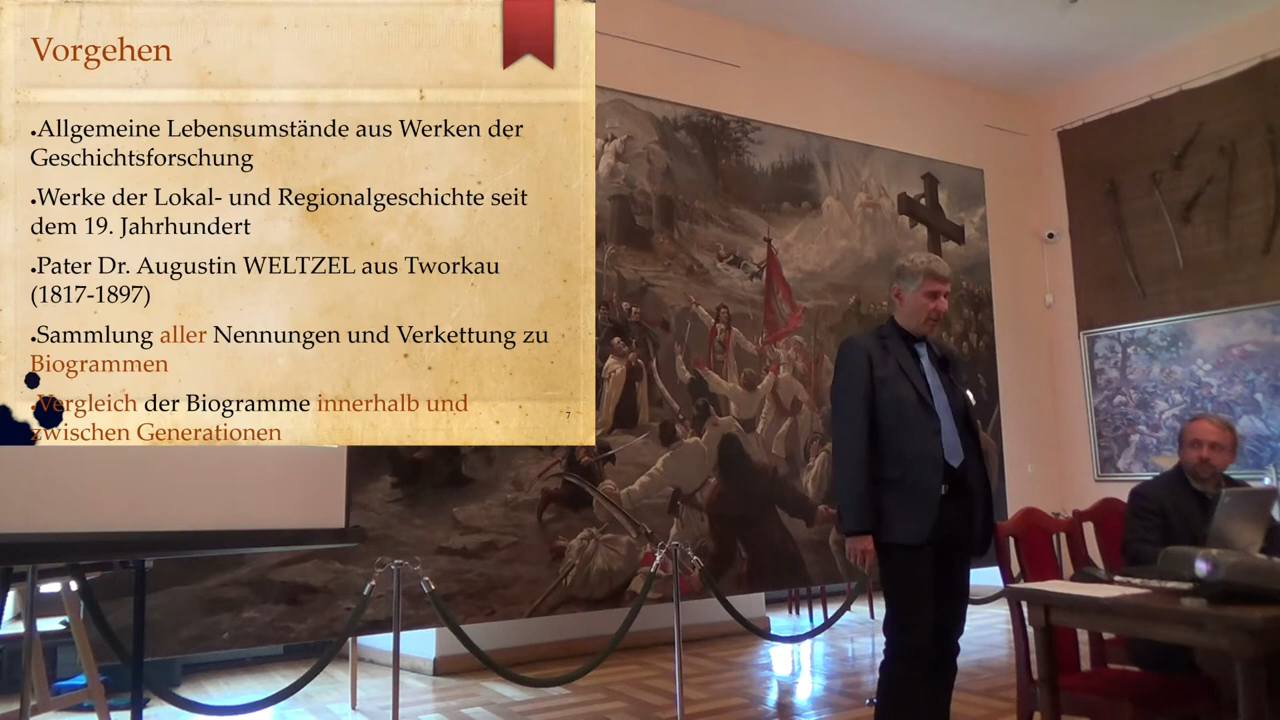 Vorgehen
•Allgemeine Lebensumstände aus Werken der
Geschichtsforschung
•Werke der Lokal- und Regionalgeschichte seit
dem 19. Jahrhundert
•Pater Dr. Augustin WELTZEL aus Tworkau
(1817-1897)
•Sammlung aller Nennungen und Verkettung zu
Biogrammen
•Vergleich der Biogramme innerhalb und
zwischen Generationen
7